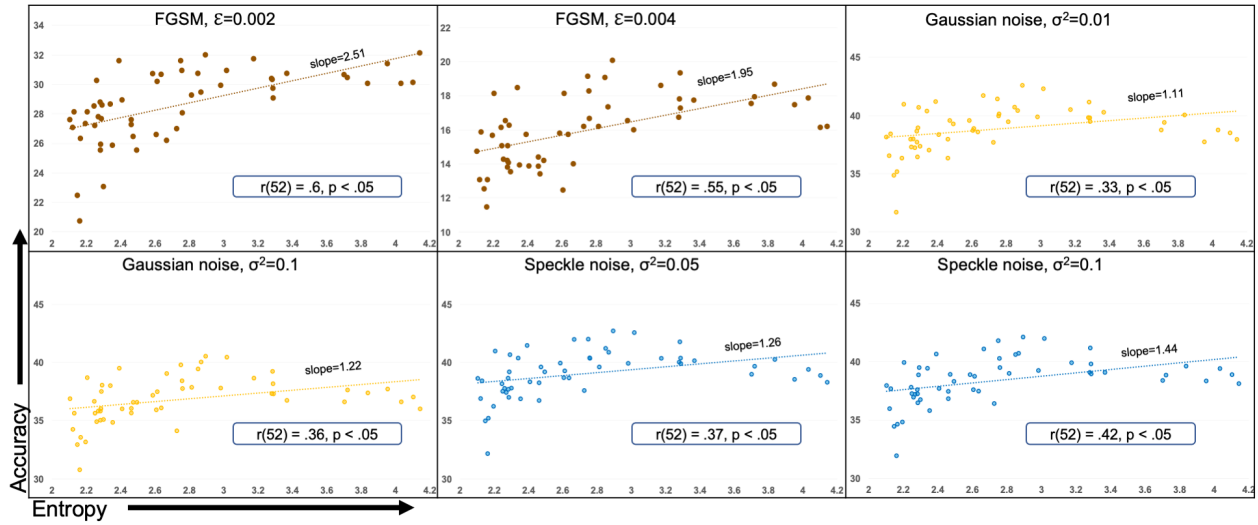 FGSM, Ɛ=0.002
34
32
30
28
26
24
22
20
slope=2.51
r(52) = .6, p < .05
2 2.2 2.4 2.6 2.8 3 3.2 3.4 3.6 3.8 4 4.2
FGSM, Ɛ=0.004
22
20
18
16
14
12
10
slope=1.95
r(52) = .55, p < .05
2 2.2 2.4 2.6 2.8 3 3.2 3.4 3.6 3.8 4 4.2
Gaussian noise, σ²=0.01
45
40
35
30
slope=1.11
r(52) = .33, p < .05
2 2.2 2.4 2.6 2.8 3 3.2 3.4 3.6 3.8 4 4.2
Gaussian noise, σ²=0.1
45
40
35
30
slope=1.22
r(52) = .36, p < .05
2 2.2 2.4 2.6 2.8 3 3.2 3.4 3.6 3.8 4 4.2
Speckle noise, σ²=0.05
45
40
35
30
slope=1.26
r(52) = .37, p < .05
2 2.2 2.4 2.6 2.8 3 3.2 3.4 3.6 3.8 4 4.2
Speckle noise, σ²=0.1
45
40
35
30
slope=1.44
r(52) = .42, p < .05
2 2.2 2.4 2.6 2.8 3 3.2 3.4 3.6 3.8 4 4.2
Accuracy
Entropy